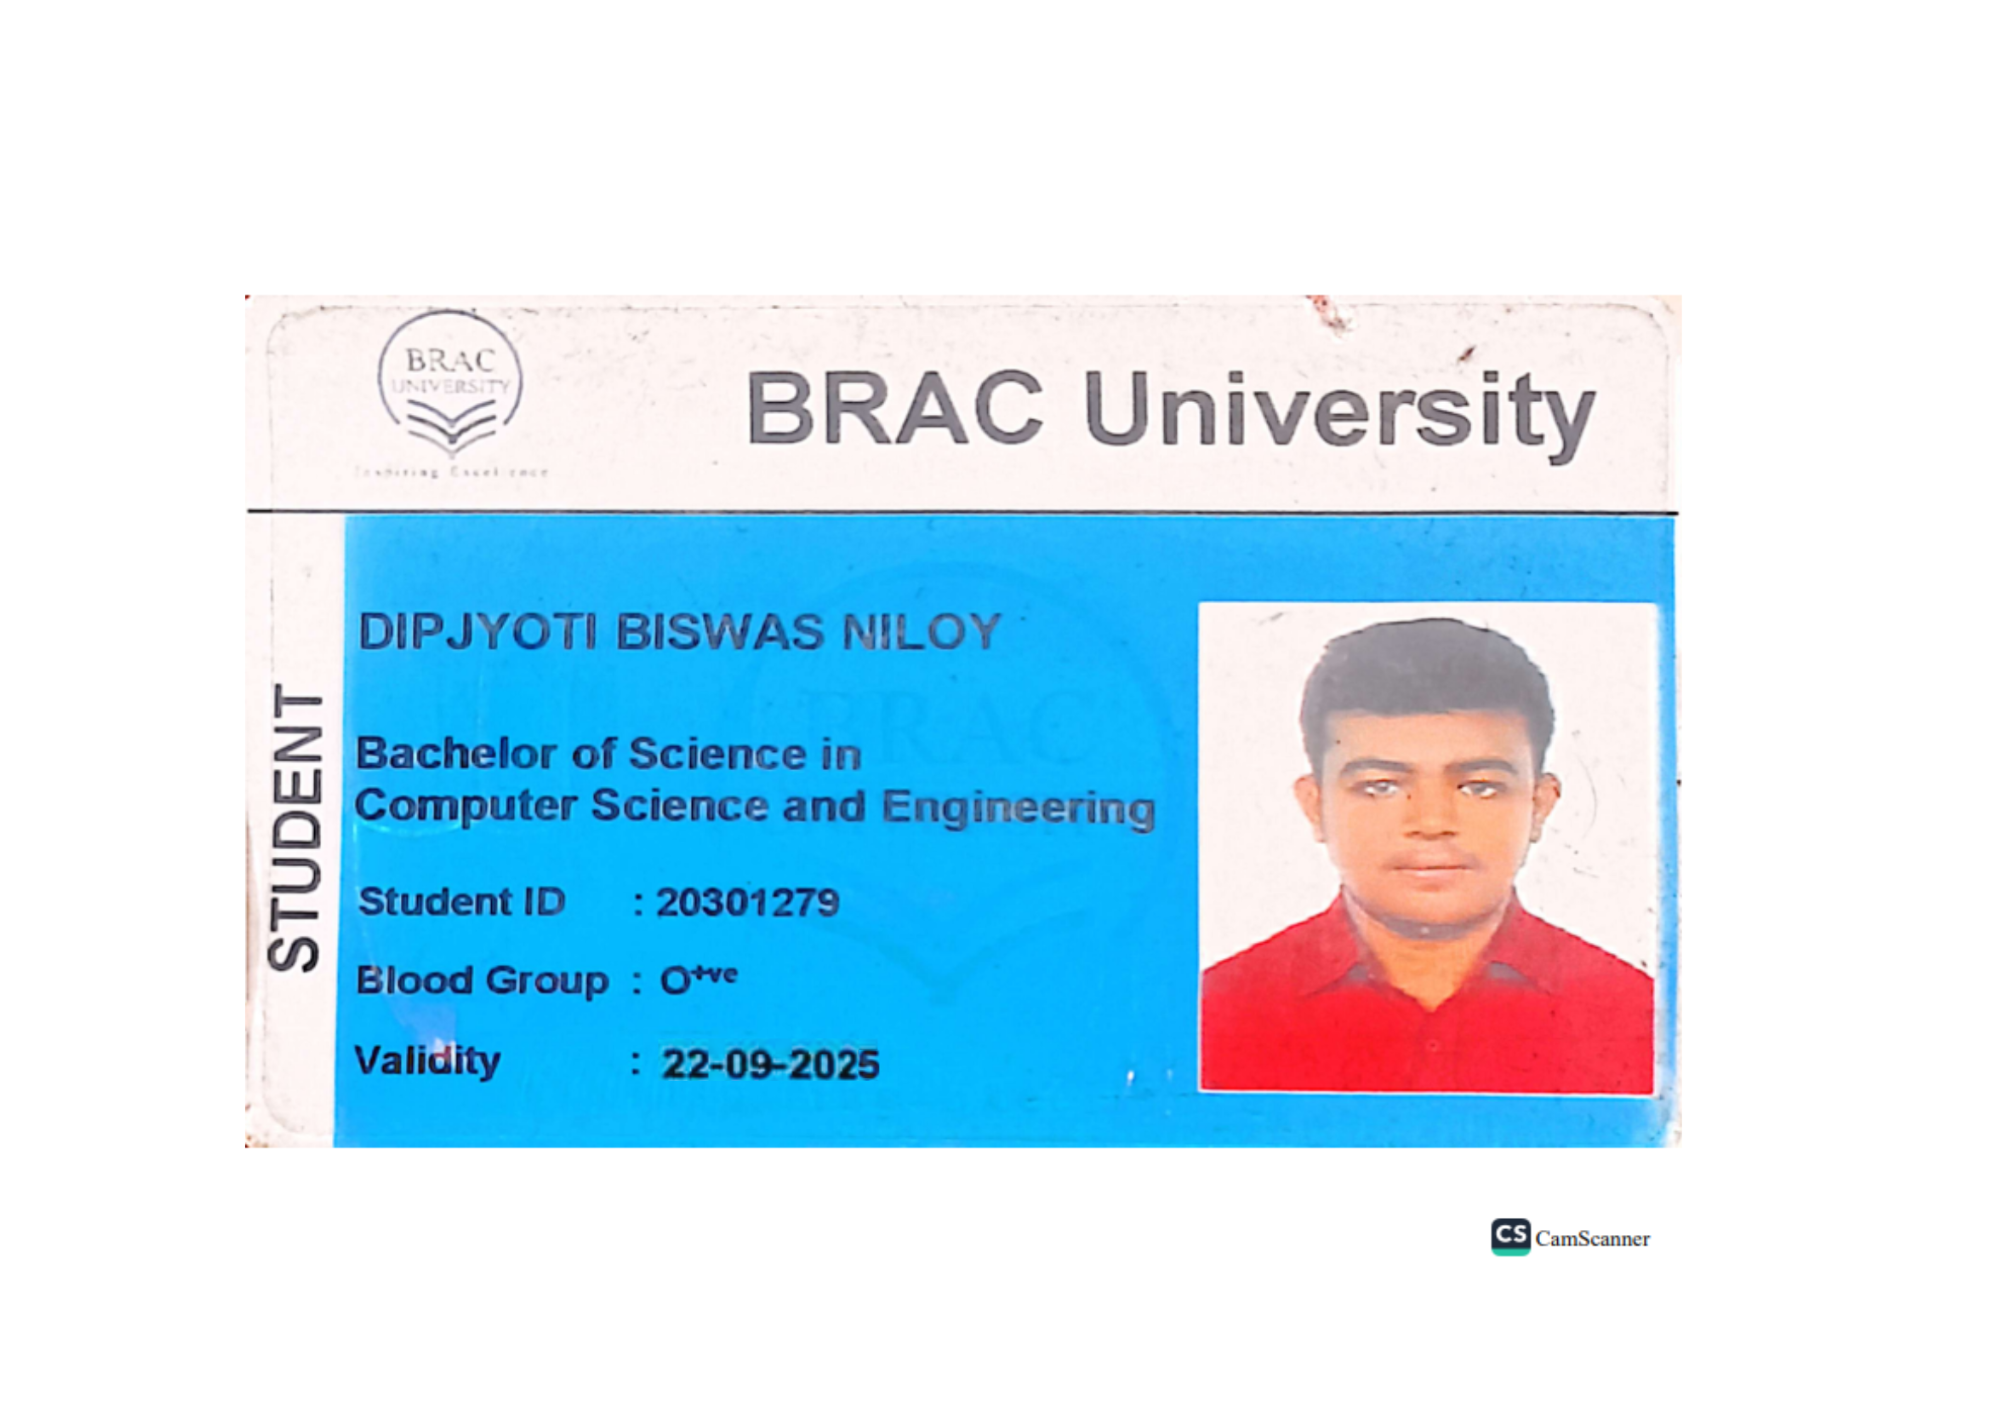 BRAC
UNIVERSITY
Inspiring Excellence
BRAC University
STUDENT
DIPJYOTI BISWAS NILOY
BRAC
Bachelor of Science in
Computer Science and Engineering
Student ID : 20301279
Blood Group : O+ve
Validity : 22-09-2025
CS CamScanner